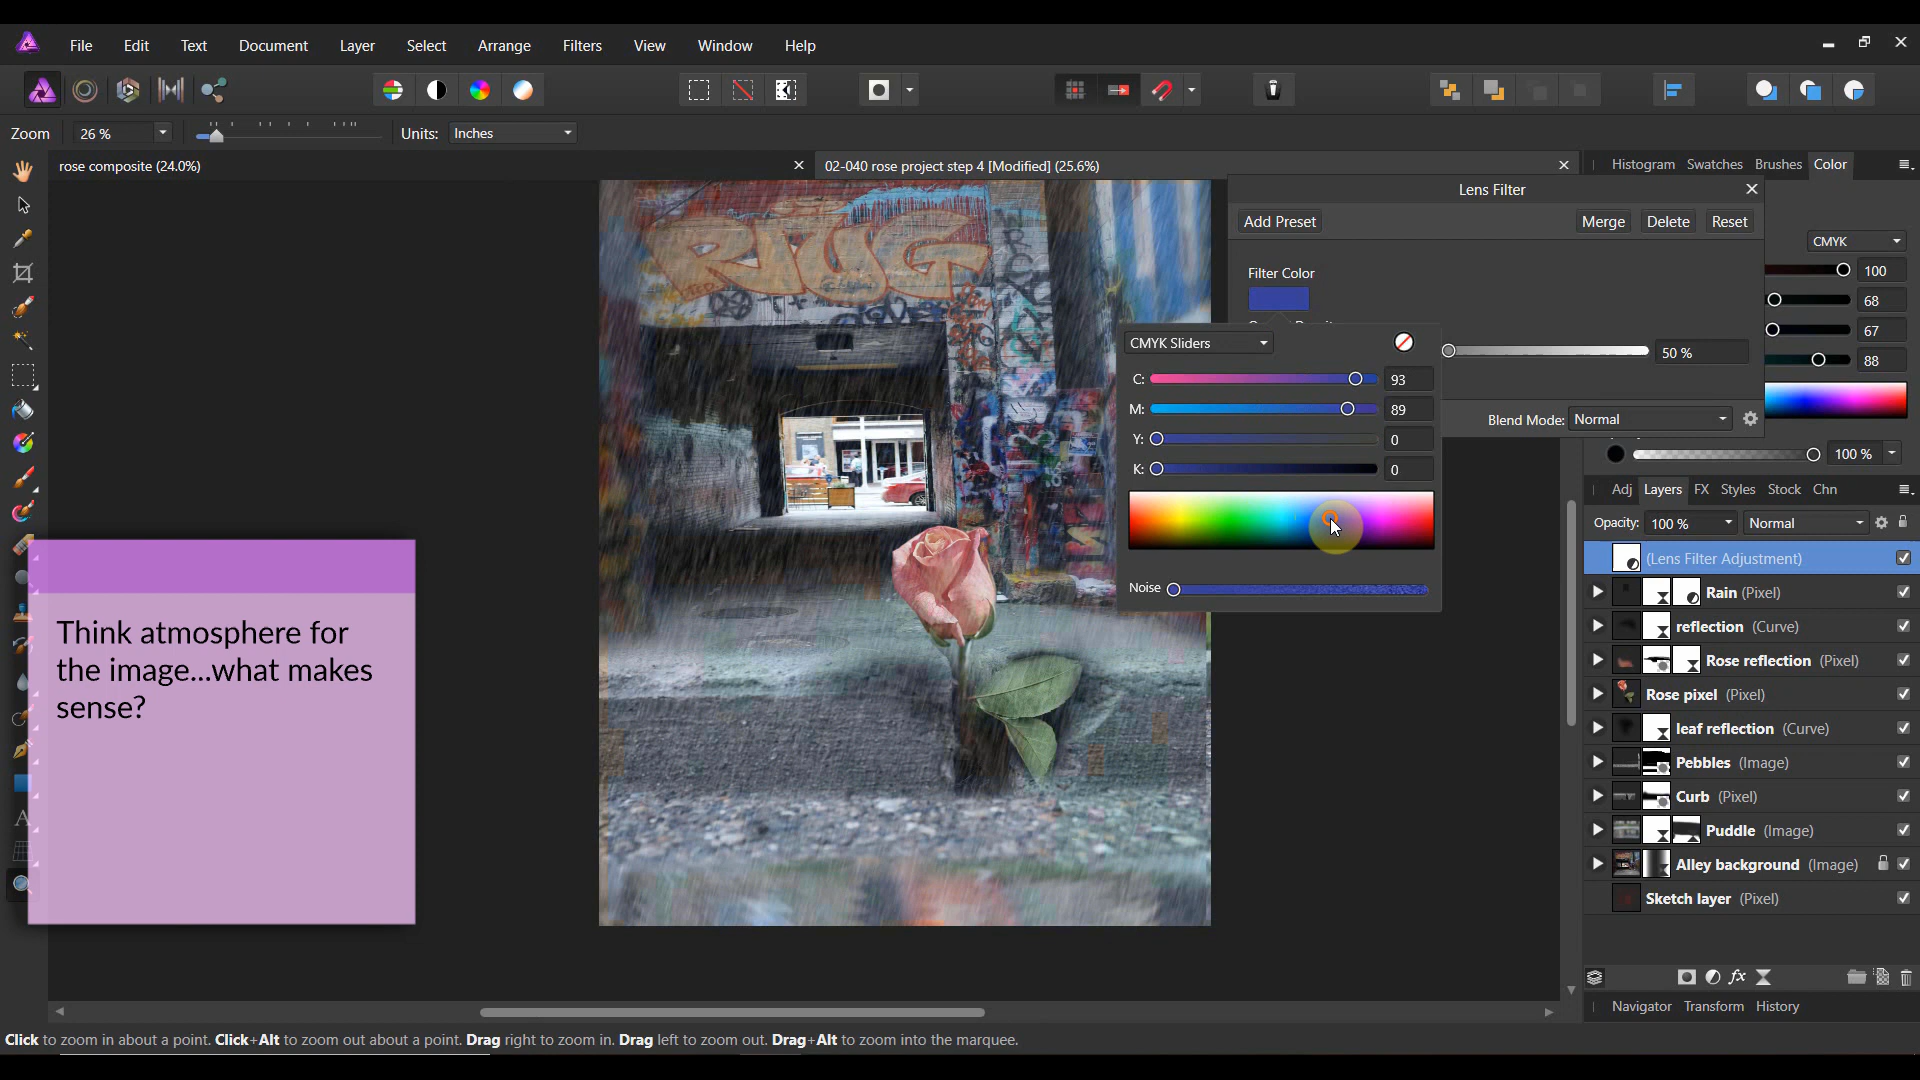 File Edit Text Document Layer Select Arrange Filters View Window Help
Zoom 26 % Units: Inches
rose composite (24.0%)
02-040 rose project step 4 [Modified] (25.6%)
Histogram Swatches Brushes Color
Lens Filter
Add Preset Merge Delete Reset
CMYK
100
Filter Color
68
67
CMYK Sliders
50 %
88
C: 93
M: 89
Blend Mode: Normal
Y: 0
100 %
K: 0
Adj Layers FX Styles Stock Chn
Opacity: 100 % Normal
(Lens Filter Adjustment)
Noise
Rain (Pixel)
reflection (Curve)
Rose reflection (Pixel)
Rose pixel (Pixel)
leaf reflection (Curve)
Pebbles (Image)
Curb (Pixel)
Puddle (Image)
Alley background (Image)
Sketch layer (Pixel)
Think atmosphere for
the image...what makes
sense?
Navigator Transform History
Click to zoom in about a point. Click+Alt to zoom out about a point. Drag right to zoom in. Drag left to zoom out. Drag+Alt to zoom into the marquee.